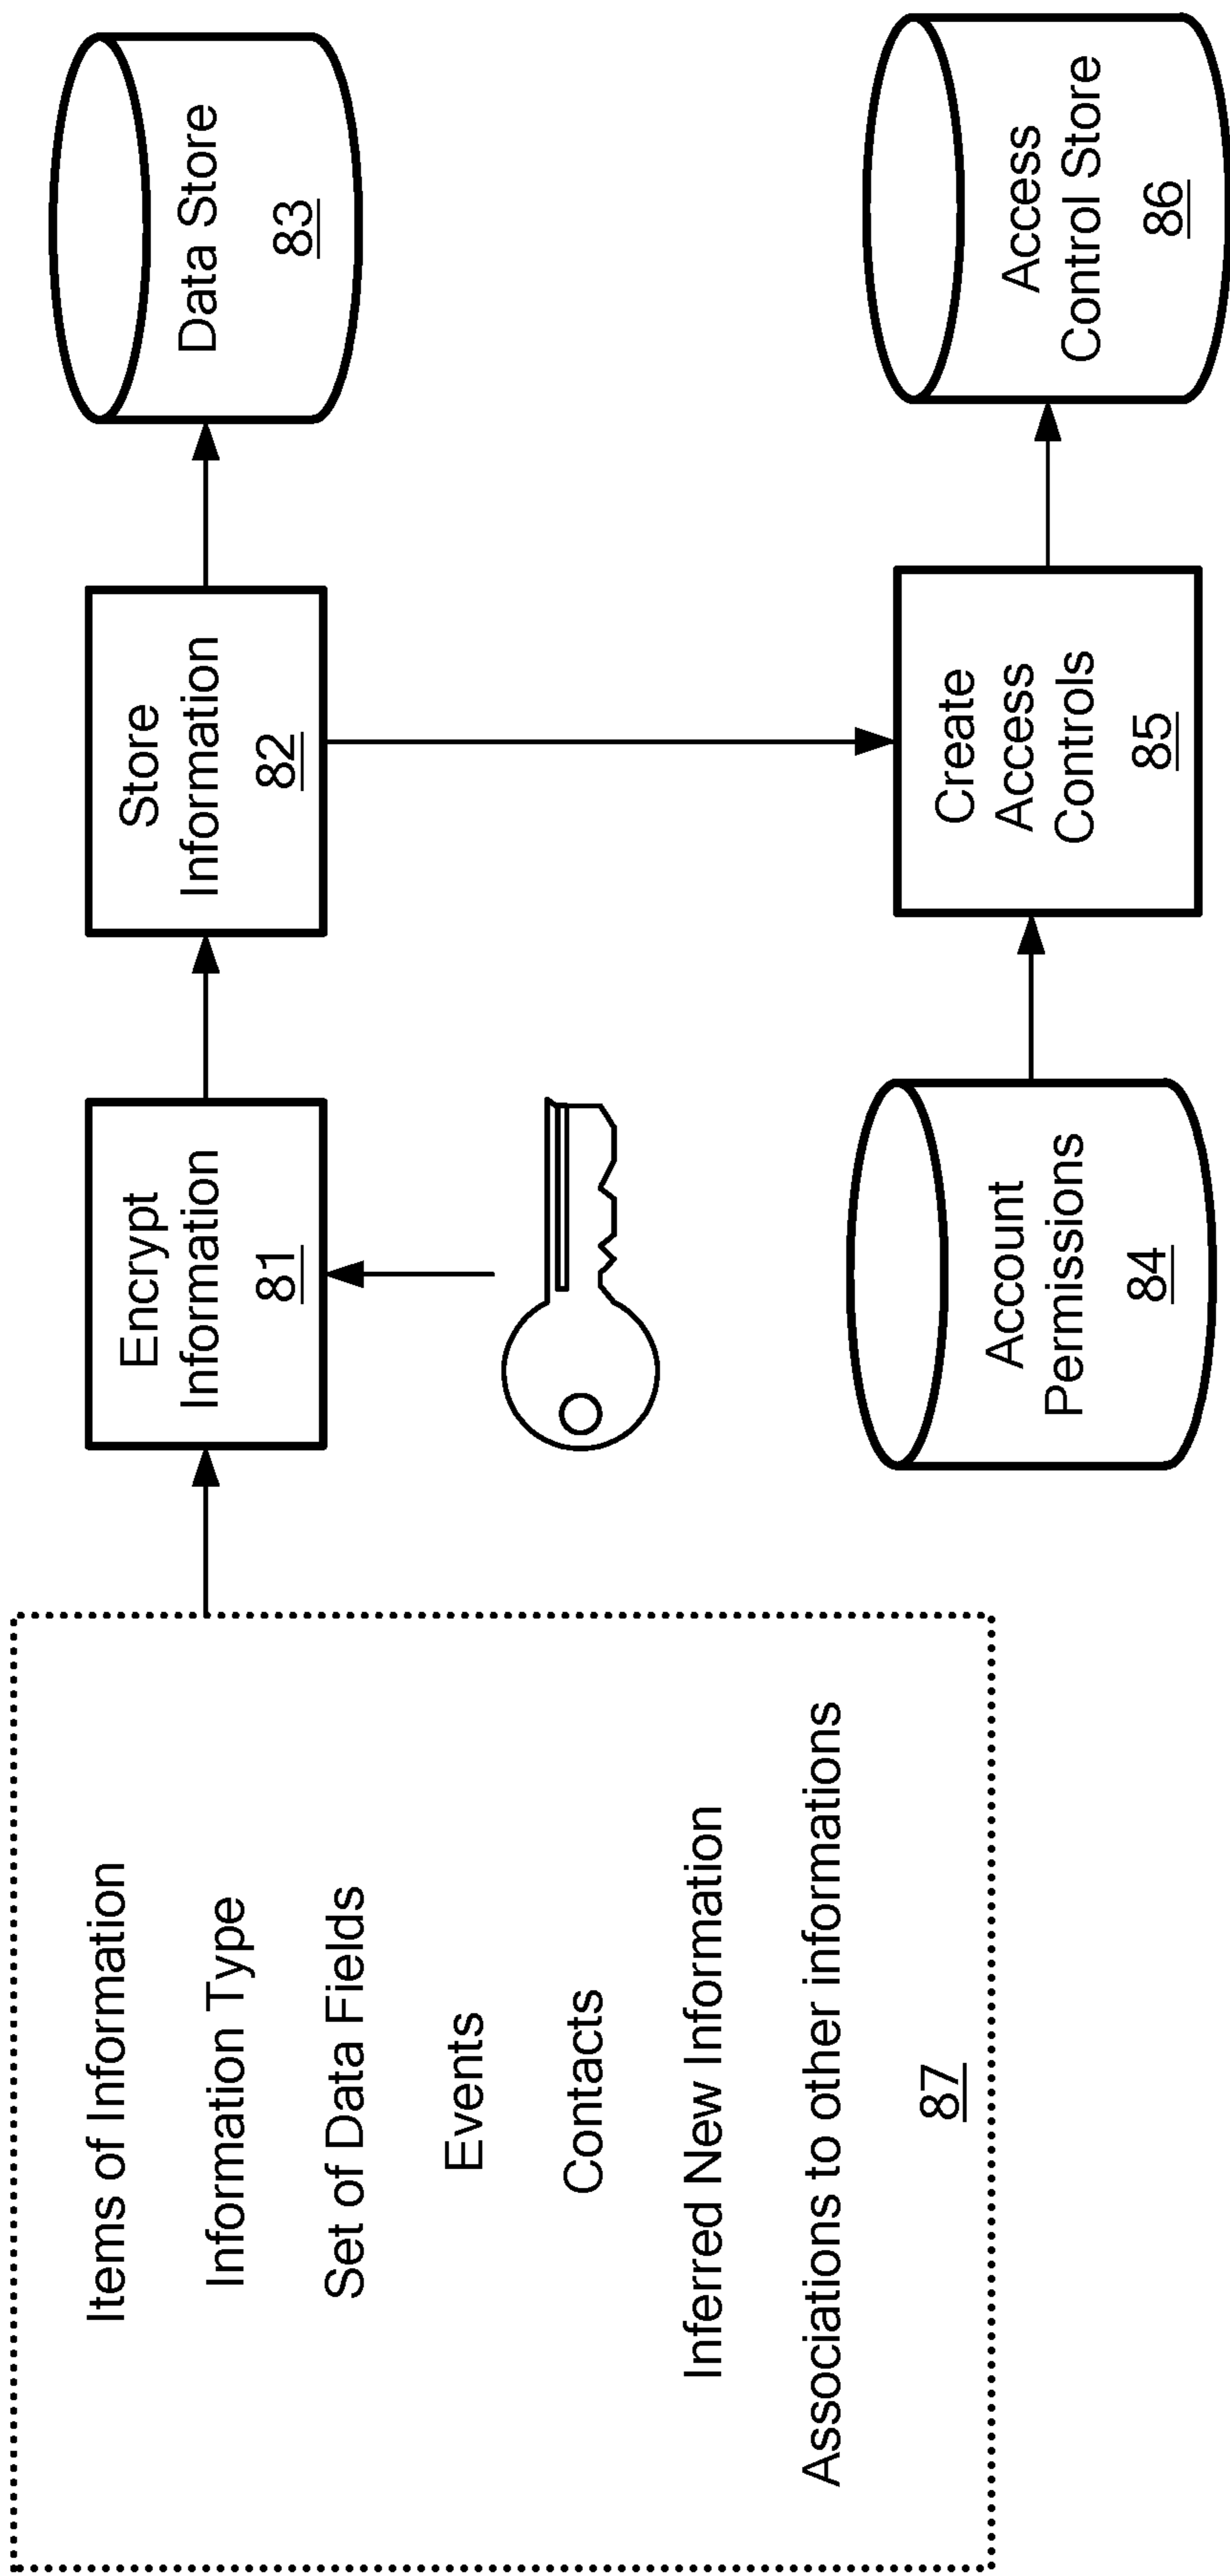 Items of Information
Information Type
Set of Data Fields
Events
Contacts
Inferred New Information
Associations to other informations
87
Encrypt
Information
81
Store
Information
82
Data Store
83
Account
Permissions
84
Create
Access
Controls
85
Access
Control Store
86